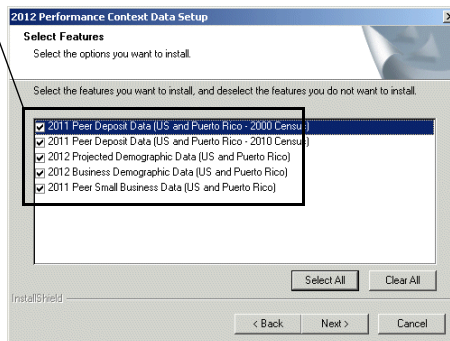 2012 Performance Context Data Setup
Select Features
Select the options you want to install.
Select the features you want to install, and deselect the features you do not want to install.
2011 Peer Deposit Data (US and Puerto Rico - 2000 Census)
2011 Peer Deposit Data (US and Puerto Rico - 2010 Census)
2012 Projected Demographic Data (US and Puerto Rico)
2012 Business Demographic Data (US and Puerto Rico)
2011 Peer Small Business Data (US and Puerto Rico)
Select All Clear All
InstallShield
< Back Next > Cancel